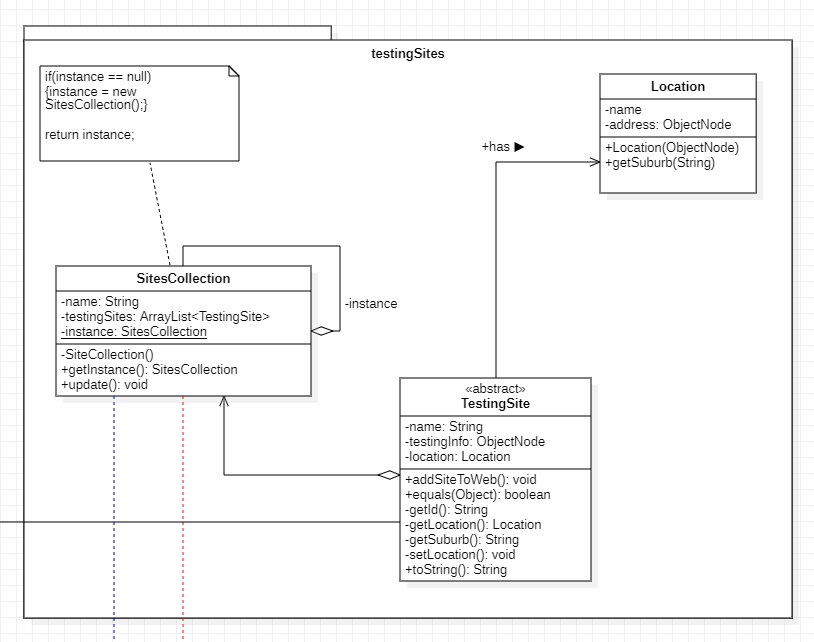 testingSites
if(instance == null)
{instance = new
SitesCollection();}
return instance;
Location
-name
-address: ObjectNode
+Location(ObjectNode)
+getSuburb(String)
+has ▶
SitesCollection
-name: String
-testingSites: ArrayList<TestingSite>
-instance: SitesCollection
-SiteCollection()
+getInstance(): SitesCollection
+update(): void
-instance
«abstract»
TestingSite
-name: String
-testingInfo: ObjectNode
-location: Location
+addSiteToWeb(): void
+equals(Object): boolean
-getId(): String
-getLocation(): Location
-getSuburb(): String
-setLocation(): void
+toString(): String